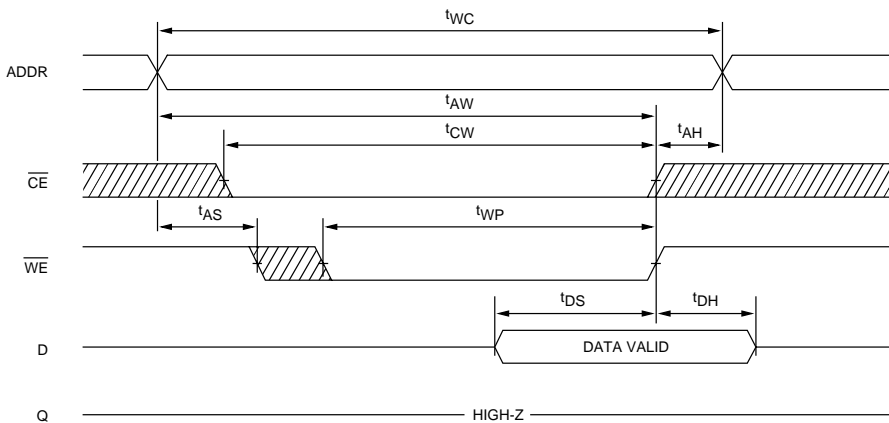 tWC
ADDR
tAW
tCW
tAH
CE
tAS
tWP
WE
tDS
tDH
D
DATA VALID
Q
HIGH-Z